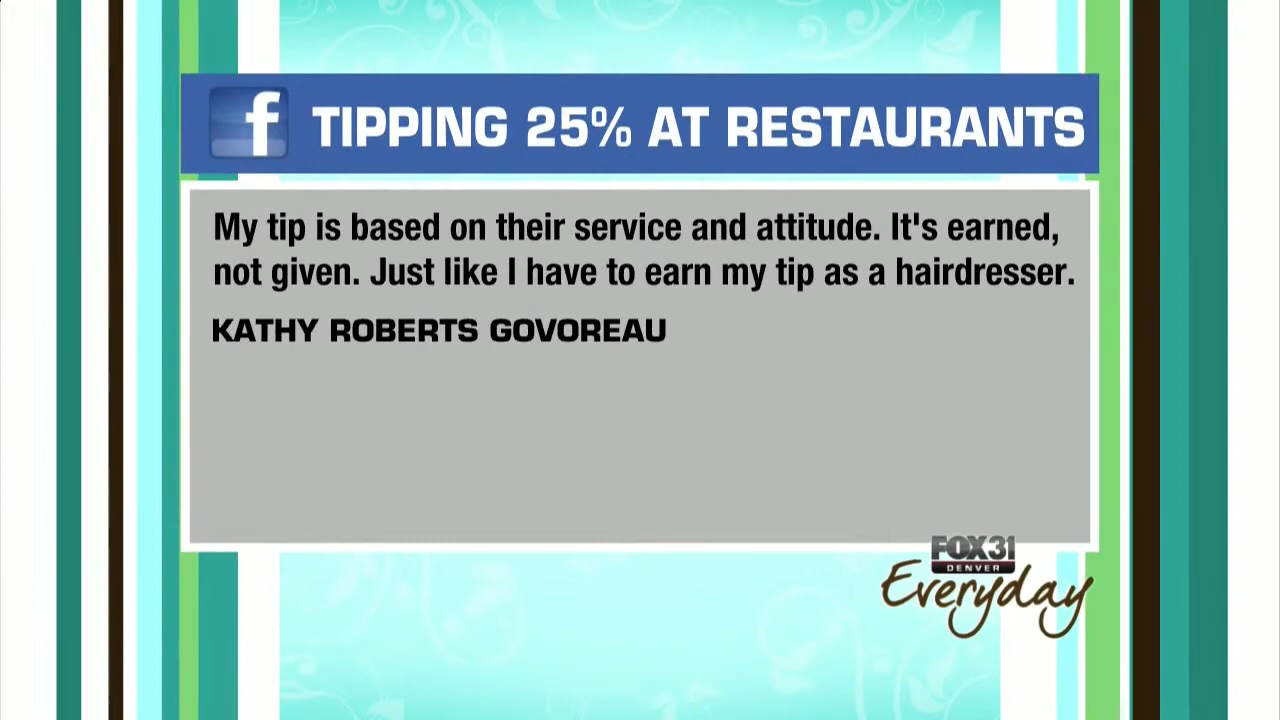 f TIPPING 25% AT RESTAURANTS
My tip is based on their service and attitude. It's earned,
not given. Just like I have to earn my tip as a hairdresser.
KATHY ROBERTS GOVOREAU
FOX31
DENVER
Everyday